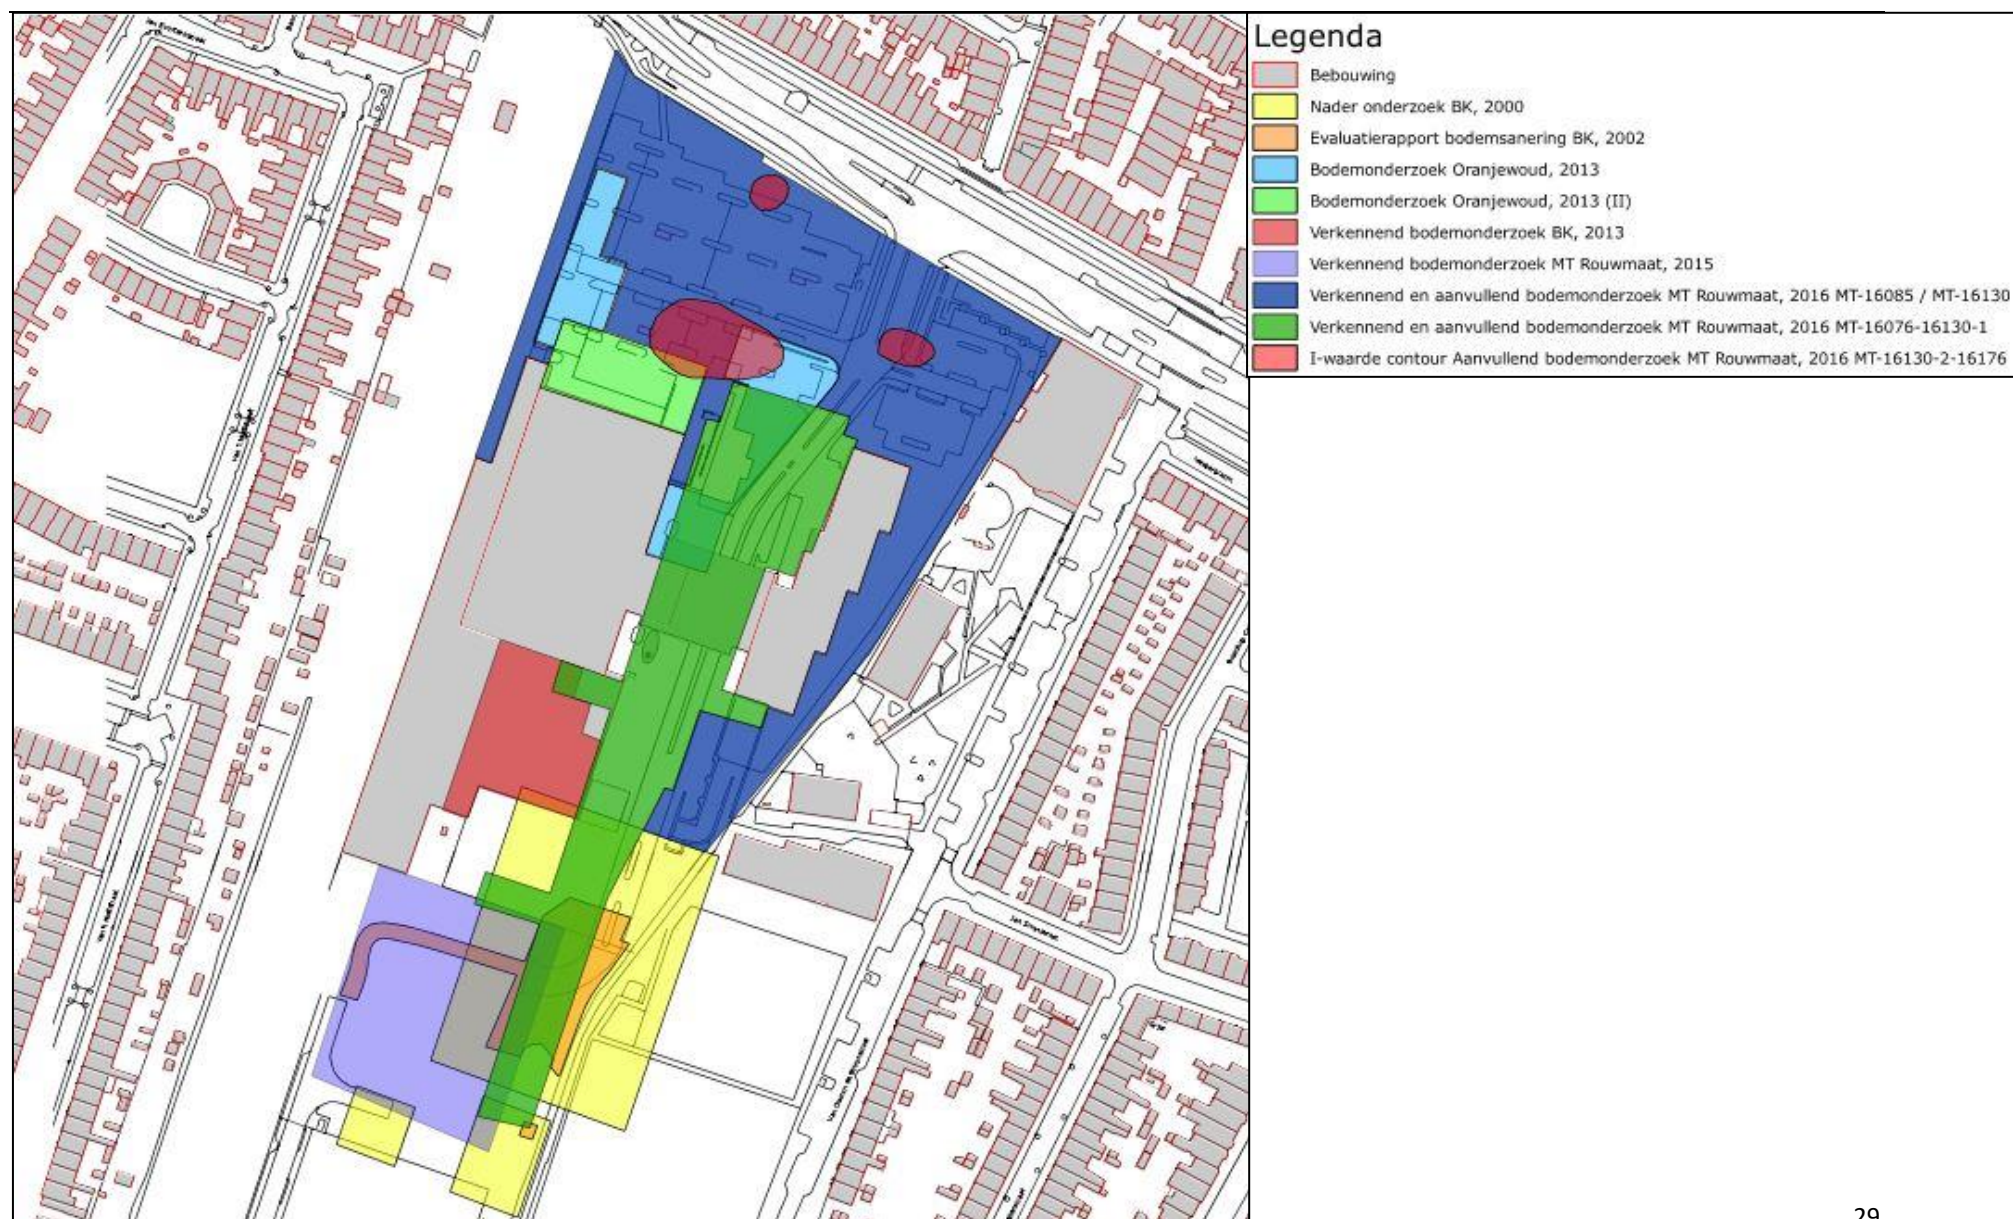 Legenda
Bebouwing
Nader onderzoek BK, 2000
Evaluatierapport bodemsanering BK, 2002
Bodemonderzoek Oranjewoud, 2013
Bodemonderzoek Oranjewoud, 2013 (II)
Verkennend bodemonderzoek BK, 2013
Verkennend bodemonderzoek MT Rouwmaat, 2015
Verkennend en aanvullend bodemonderzoek MT Rouwmaat, 2016 MT-16085 / MT-16130
Verkennend en aanvullend bodemonderzoek MT Rouwmaat, 2016 MT-16076-16130-1
I-waarde contour Aanvullend bodemonderzoek MT Rouwmaat, 2016 MT-16130-2-16176
29